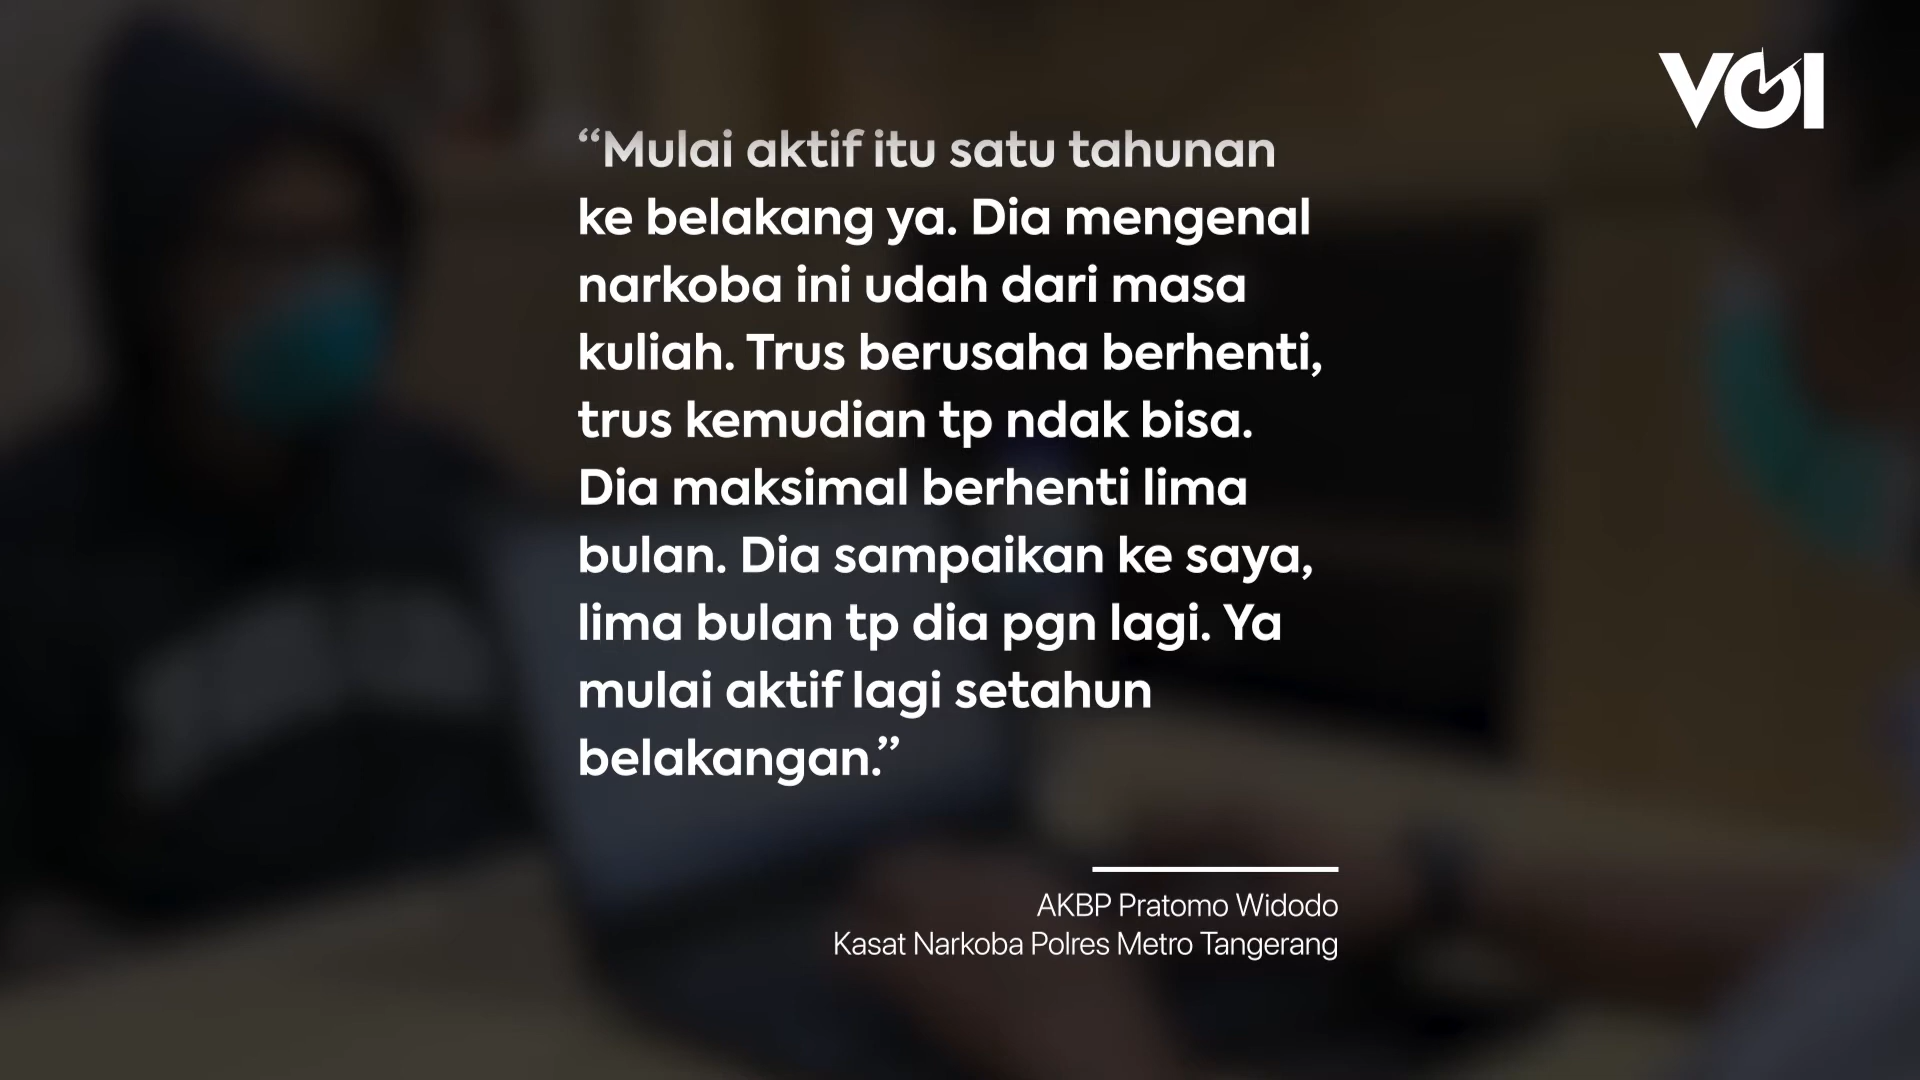 VOI
“Mulai aktif itu satu tahunan
ke belakang ya. Dia mengenal
narkoba ini udah dari masa
kuliah. Trus berusaha berhenti,
trus kemudian tp ndak bisa.
Dia maksimal berhenti lima
bulan. Dia sampaikan ke saya,
lima bulan tp dia pgn lagi. Ya
mulai aktif lagi setahun
belakangan.”
AKBP Pratomo Widodo
Kasat Narkoba Polres Metro Tangerang